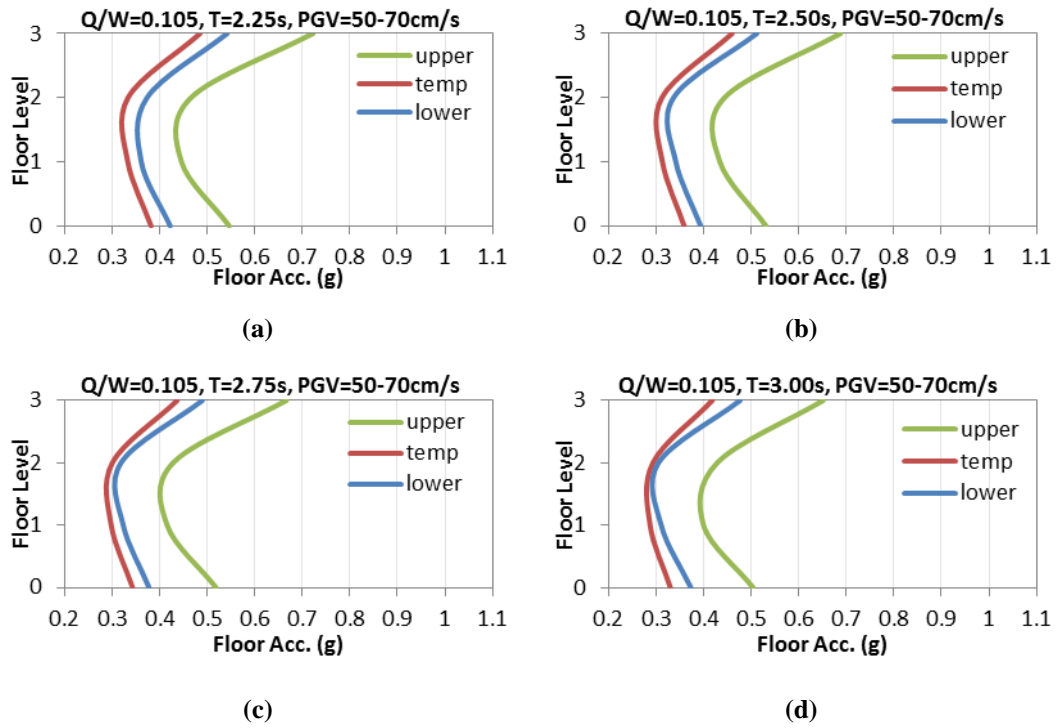 Q/W=0.105, T=2.25s, PGV=50-70cm/s
3
2
1
0
Floor Level
upper
temp
lower
0.2 0.3 0.4 0.5 0.6 0.7 0.8 0.9 1 1.1
Floor Acc. (g)
(a)
Q/W=0.105, T=2.50s, PGV=50-70cm/s
3
2
1
0
Floor Level
upper
temp
lower
0.2 0.3 0.4 0.5 0.6 0.7 0.8 0.9 1 1.1
Floor Acc. (g)
(b)
Q/W=0.105, T=2.75s, PGV=50-70cm/s
3
2
1
0
Floor Level
upper
temp
lower
0.2 0.3 0.4 0.5 0.6 0.7 0.8 0.9 1 1.1
Floor Acc. (g)
(c)
Q/W=0.105, T=3.00s, PGV=50-70cm/s
3
2
1
0
Floor Level
upper
temp
lower
0.2 0.3 0.4 0.5 0.6 0.7 0.8 0.9 1 1.1
Floor Acc. (g)
(d)